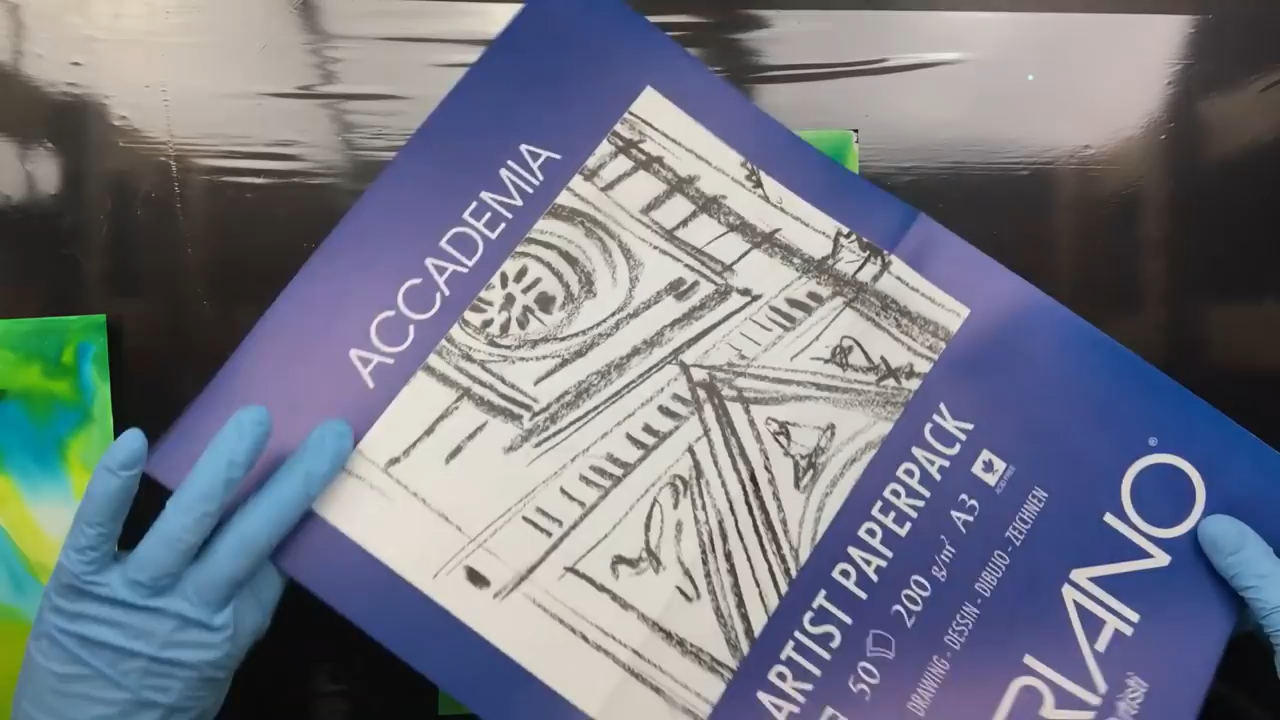 ACCADEMIA
ARTIST PAPERPACK
50 200 g/m² A3
DRAWING - DESSIN - DIBUJO - ZEICHNEN
RIANO®